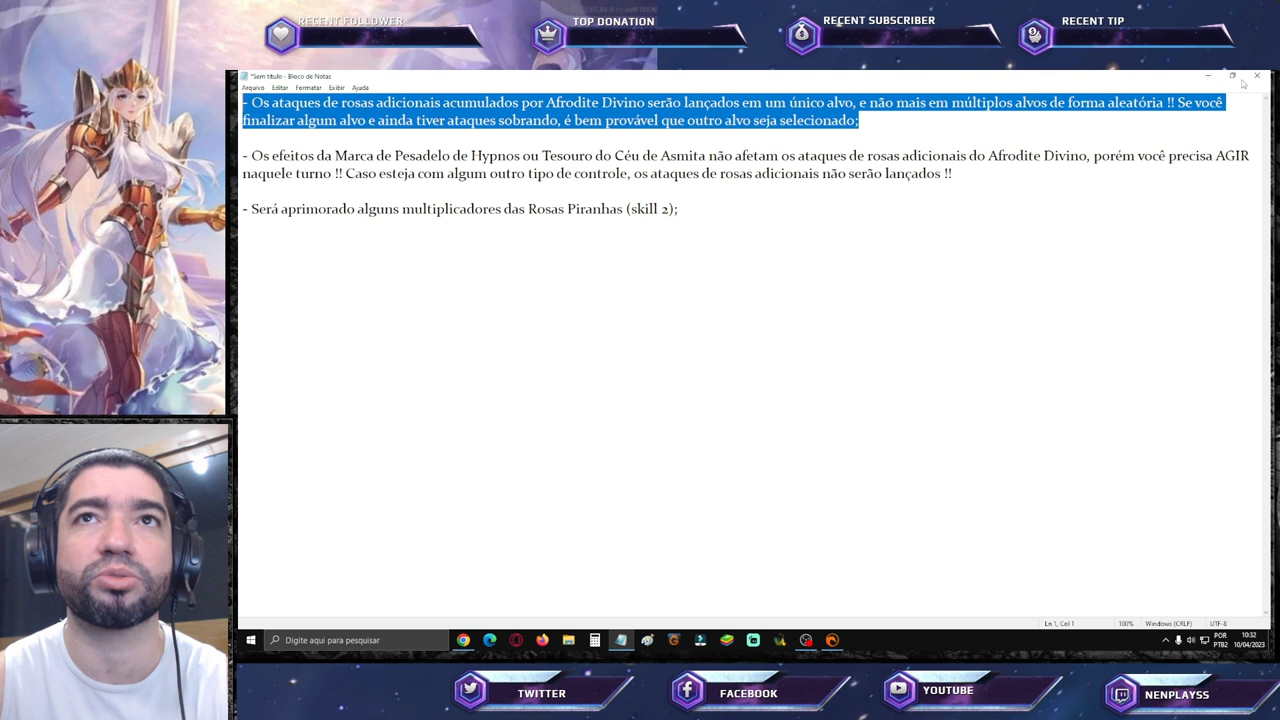 RECENT FOLLOWER
TOP DONATION
RECENT SUBSCRIBER
RECENT TIP
*Sem título - Bloco de Notas
Arquivo Editar Formatar Exibir Ajuda
- Os ataques de rosas adicionais acumulados por Afrodite Divino serão lançados em um único alvo, e não mais em múltiplos alvos de forma aleatória !! Se você
finalizar algum alvo e ainda tiver ataques sobrando, é bem provável que outro alvo seja selecionado;
- Os efeitos da Marca de Pesadelo de Hypnos ou Tesouro do Céu de Asmita não afetam os ataques de rosas adicionais do Afrodite Divino, porém você precisa AGIR
naquele turno !! Caso esteja com algum outro tipo de controle, os ataques de rosas adicionais não serão lançados !!
- Será aprimorado alguns multiplicadores das Rosas Piranhas (skill 2);
Ln 1, Col 1 100% Windows (CRLF) UTF-8
Digite aqui para pesquisar
POR 10:32
PTB2 10/04/2023
TWITTER
FACEBOOK
YOUTUBE
NENPLAYSS